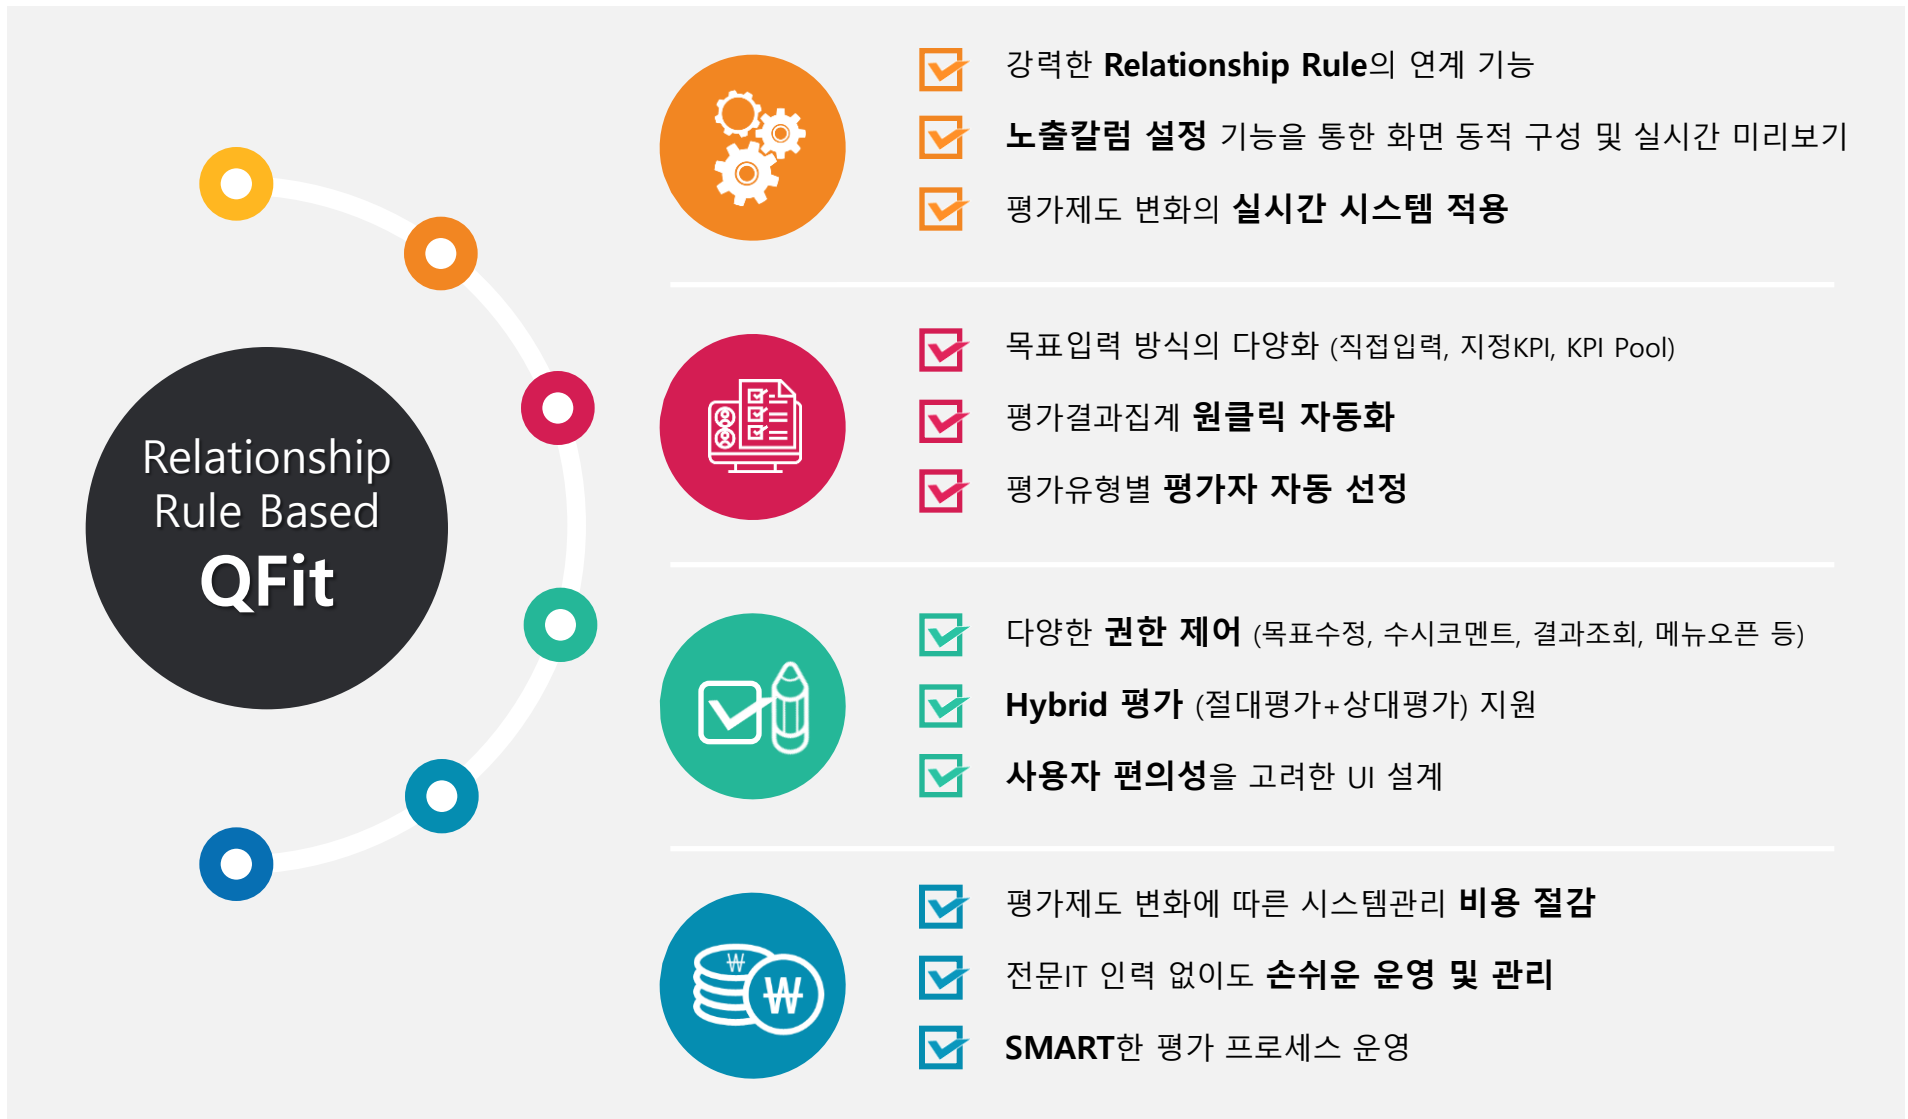 Relationship
Rule Based
QFit
강력한 Relationship Rule의 연계 기능
노출칼럼 설정 기능을 통한 화면 동적 구성 및 실시간 미리보기
평가제도 변화의 실시간 시스템 적용
목표입력 방식의 다양화 (직접입력, 지정KPI, KPI Pool)
평가결과집계 원클릭 자동화
평가유형별 평가자 자동 선정
다양한 권한 제어 (목표수정, 수시코멘트, 결과조회, 메뉴오픈 등)
Hybrid 평가 (절대평가+상대평가) 지원
사용자 편의성을 고려한 UI 설계
평가제도 변화에 따른 시스템관리 비용 절감
전문IT 인력 없이도 손쉬운 운영 및 관리
SMART한 평가 프로세스 운영